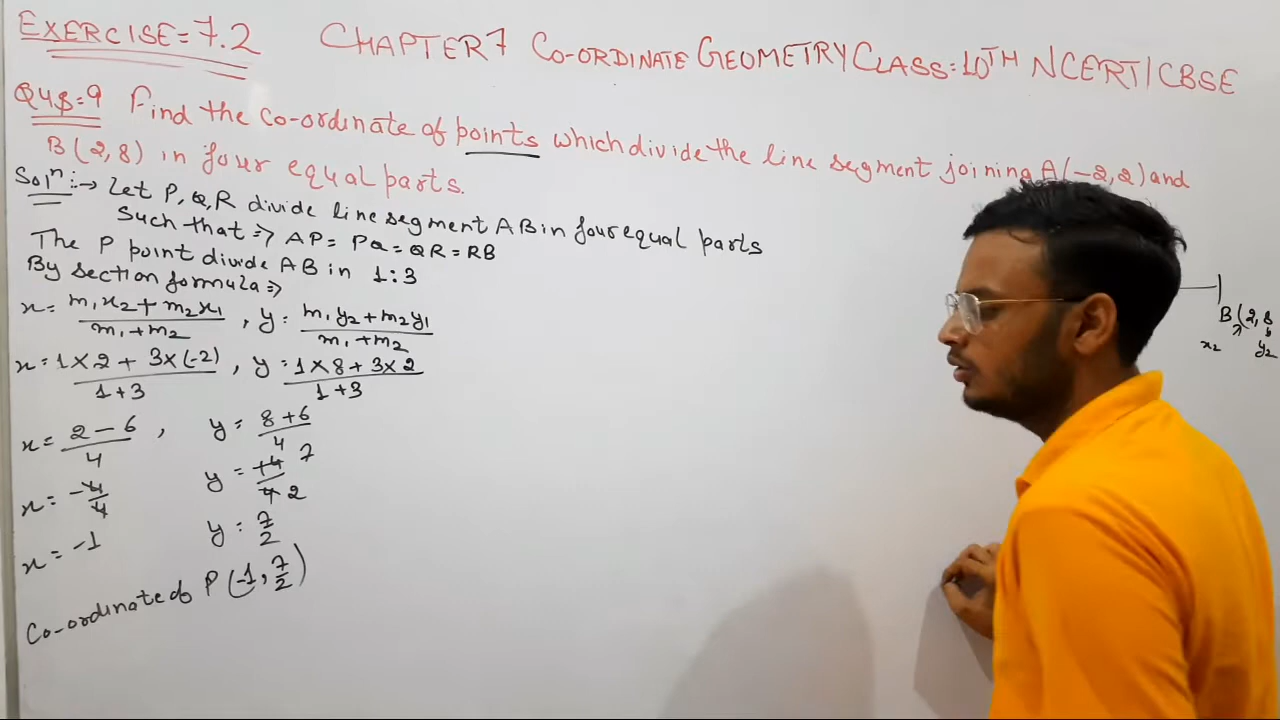 EXERCISE=7.2 CHAPTER 7 CO-ORDINATE GEOMETRY CLASS:10TH NCERT/CBSE
QUS=9 Find the co-ordinate of points which divide the line segment joining A(-2,2) and
B(2,8) in four equal parts.
Solⁿ:→ Let P,Q,R divide line segment AB in four equal parts
Such that ⇒ AP=PQ=QR=RB
The P point divide AB in 1:3
By section formula ⇒
x = m₁x₂+m₂x₁/m₁+m₂ , y = m₁y₂+m₂y₁/m₁+m₂
x = 1×2+3×(-2)/1+3 , y = 1×8+3×2/1+3
x = 2-6/4 , y = 8+6/4
x = -4/4 y = 14/4 7 2
x = -1 y = 7/2
Co-ordinate of P(-1, 7/2)
B(2,8
x₂ y₂